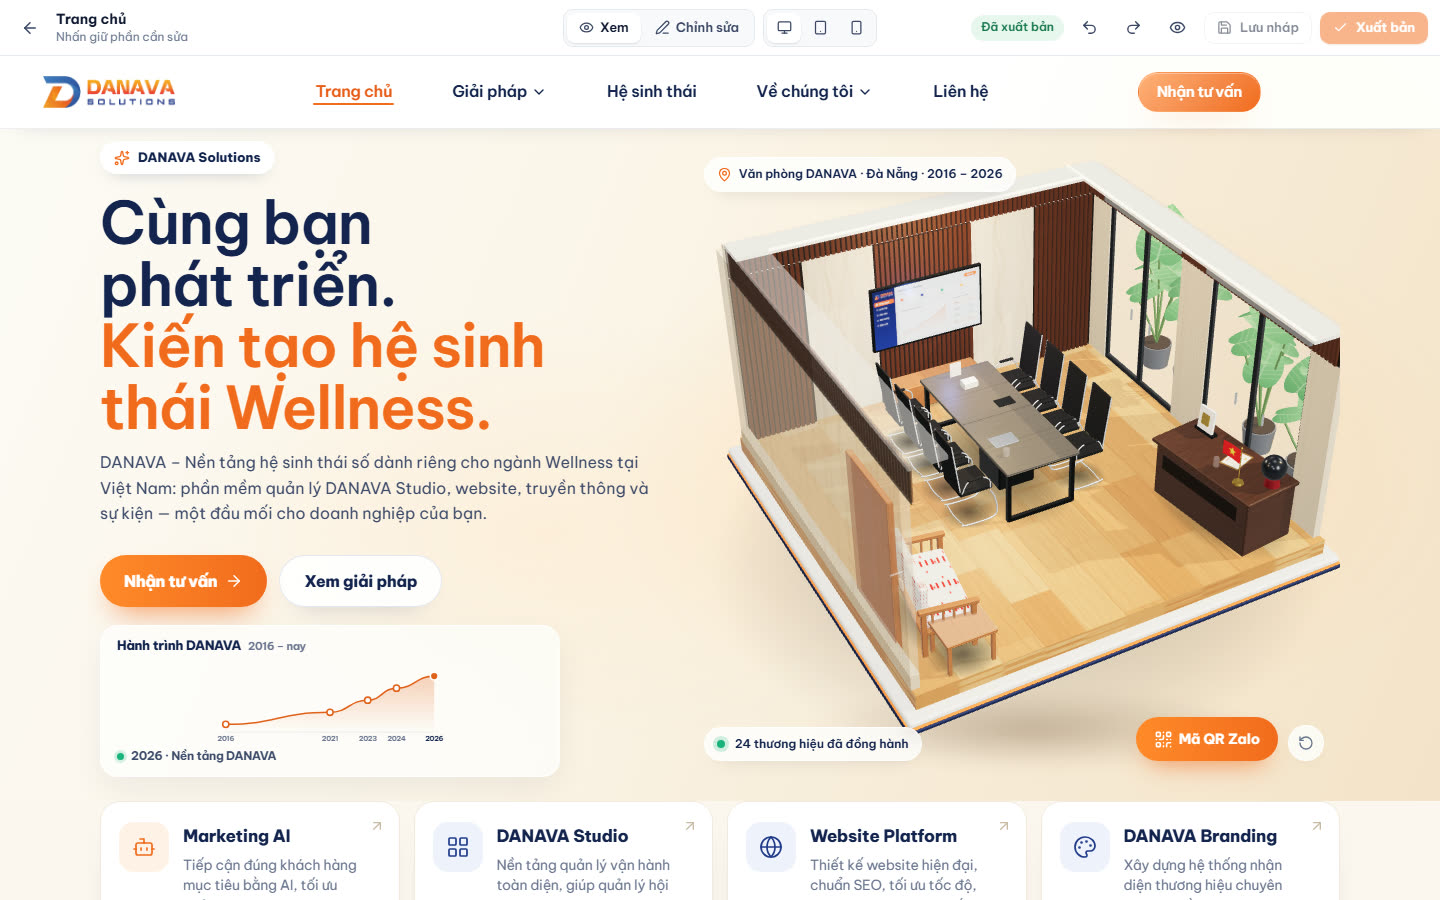 Trang chủ
Nhấn giữ phần cần sửa
Xem
Chỉnh sửa
Đã xuất bản
Lưu nháp
Xuất bản
DANAVA
SOLUTIONS
Trang chủ
Giải pháp
Hệ sinh thái
Về chúng tôi
Liên hệ
Nhận tư vấn
DANAVA Solutions
Cùng bạn
phát triển.
Kiến tạo hệ sinh
thái Wellness.
DANAVA – Nền tảng hệ sinh thái số dành riêng cho ngành Wellness tại
Việt Nam: phần mềm quản lý DANAVA Studio, website, truyền thông và
sự kiện — một đầu mối cho doanh nghiệp của bạn.
Nhận tư vấn
Xem giải pháp
Hành trình DANAVA 2016 – nay
2016 2021 2023 2024 2026
2026 · Nền tảng DANAVA
Văn phòng DANAVA · Đà Nẵng · 2016 – 2026
24 thương hiệu đã đồng hành
Mã QR Zalo
Marketing AI
Tiếp cận đúng khách hàng
mục tiêu bằng AI, tối ưu
DANAVA Studio
Nền tảng quản lý vận hành
toàn diện, giúp quản lý hội
Website Platform
Thiết kế website hiện đại,
chuẩn SEO, tối ưu tốc độ,
DANAVA Branding
Xây dựng hệ thống nhận
diện thương hiệu chuyên